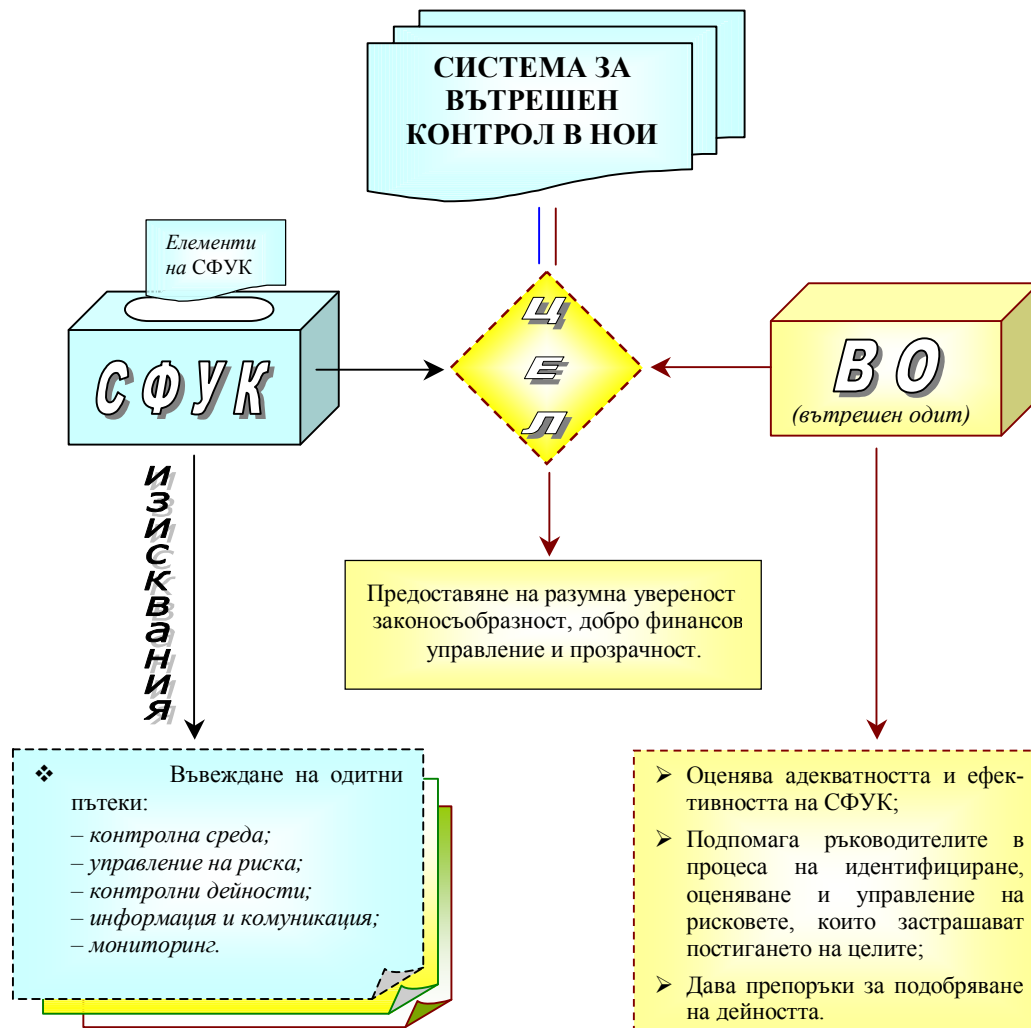 СИСТЕМА ЗА
ВЪТРЕШЕН
КОНТРОЛ В НОИ
Елементи
на СФУК
СФУК
ЦЕЛ
ВО
(вътрешен одит)
изисквания
Предоставяне на разумна увереност
законосъобразност, добро финансов
управление и прозрачност.
❖ Въвеждане на одитни
пътеки:
– контролна среда;
– управление на риска;
– контролни дейности;
– информация и комуникация;
– мониторинг.
➢ Оценява адекватността и ефек-
тивността на СФУК;
➢ Подпомага ръководителите в
процеса на идентифициране,
оценяване и управление на
рисковете, които застрашават
постигането на целите;
➢ Дава препоръки за подобряване
на дейността.